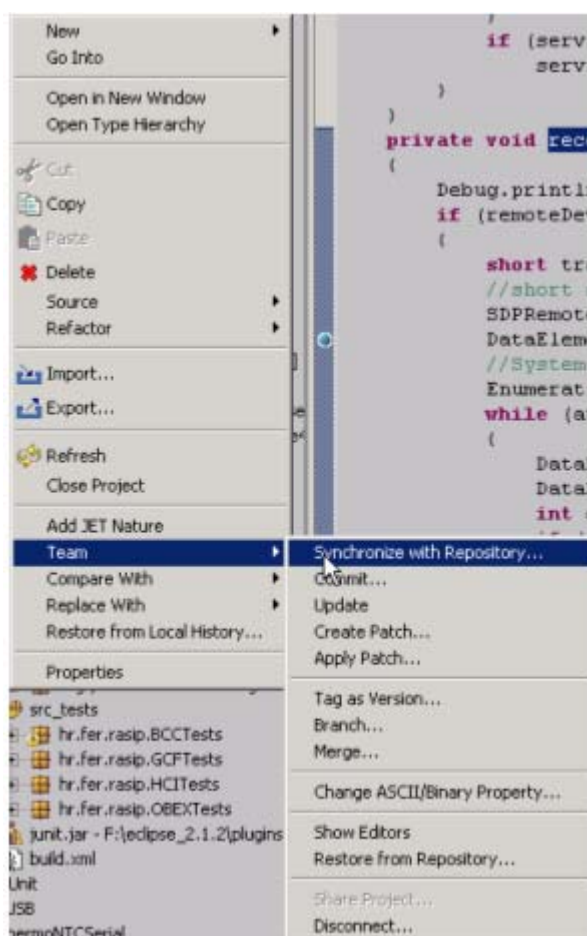 New
Go Into
Open in New Window
Open Type Hierarchy
Cut
Copy
Paste
Delete
Source
Refactor
Import...
Export...
Refresh
Close Project
Add JET Nature
Team
Compare With
Replace With
Restore from Local History...
Properties
src_tests
hr.fer.rasip.BCCTests
hr.fer.rasip.GCFTests
hr.fer.rasip.HCITests
hr.fer.rasip.OBEXTests
junit.jar - F:\eclipse_2.1.2\plugins
build.xml
Unit
USB
hermoNTCSerial
}
if (serv
serv
}
}
private void rec
{
Debug.printl
if (remoteDe
{
short tr
//short
SDPRemot
DataElem
//System
Enumerat
while (a
{
Data
Data
int
Synchronize with Repository...
Commit...
Update
Create Patch...
Apply Patch...
Tag as Version...
Branch...
Merge...
Change ASCII/Binary Property...
Show Editors
Restore from Repository...
Share Project...
Disconnect...